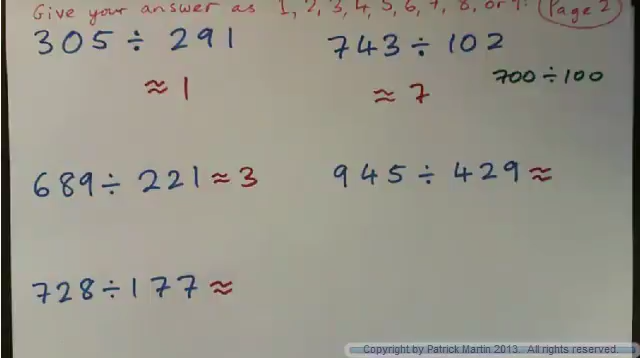 Give your answer as 1, 2, 3, 4, 5, 6, 7, 8, or 9. Page 2
305 ÷ 291 ≈ 1
743 ÷ 102 ≈ 7
700 ÷ 100
689 ÷ 221 ≈ 3
945 ÷ 429 ≈
728 ÷ 177 ≈
Copyright by Patrick Martin 2013. All rights reserved.